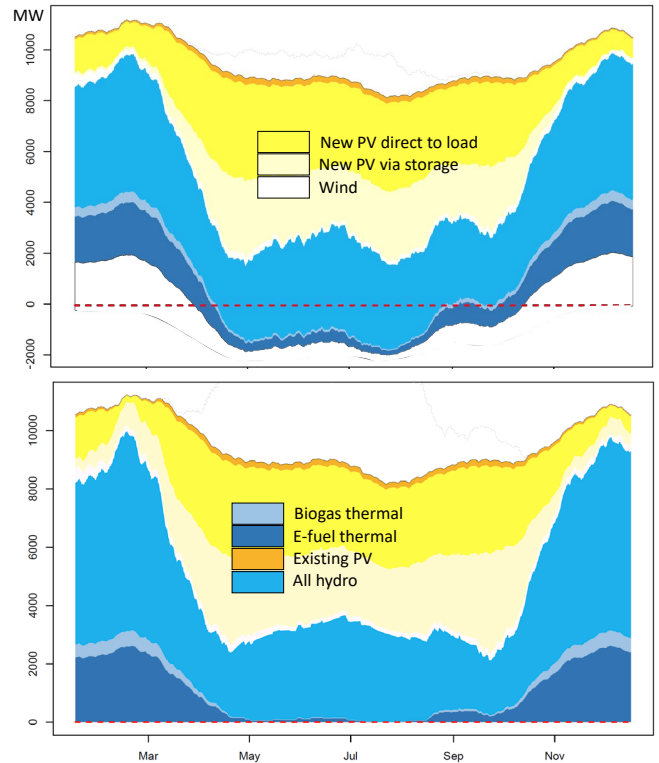 MW
10000
8000
6000
4000
2000
0
-2000
New PV direct to load
New PV via storage
Wind
10000
8000
6000
4000
2000
0
Biogas thermal
E-fuel thermal
Existing PV
All hydro
Mar May Jul Sep Nov